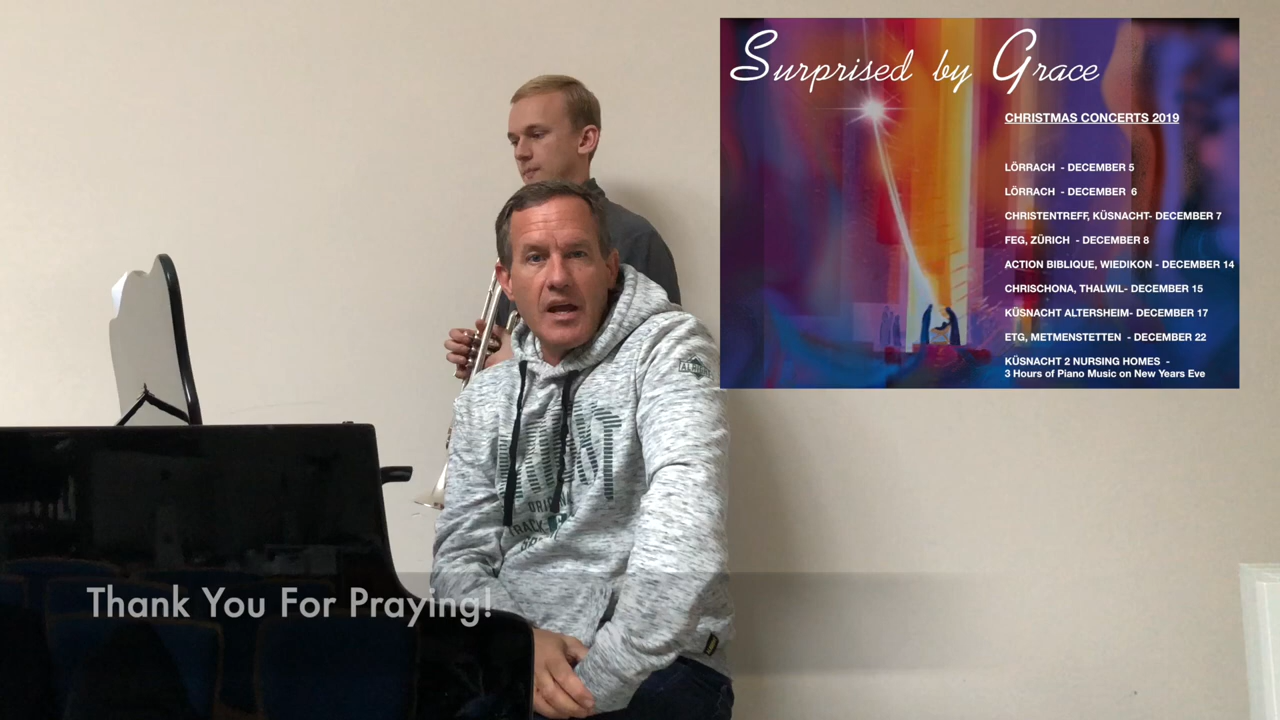 Surprised by Grace
CHRISTMAS CONCERTS 2019
LÖRRACH - DECEMBER 5
LÖRRACH - DECEMBER 6
CHRISTENTREFF, KÜSNACHT- DECEMBER 7
FEG, ZÜRICH - DECEMBER 8
ACTION BIBLIQUE, WIEDIKON - DECEMBER 14
CHRISCHONA, THALWIL- DECEMBER 15
KÜSNACHT ALTERSHEIM- DECEMBER 17
ETG, METMENSTETTEN - DECEMBER 22
KÜSNACHT 2 NURSING HOMES -
3 Hours of Piano Music on New Years Eve
Thank You For Praying!